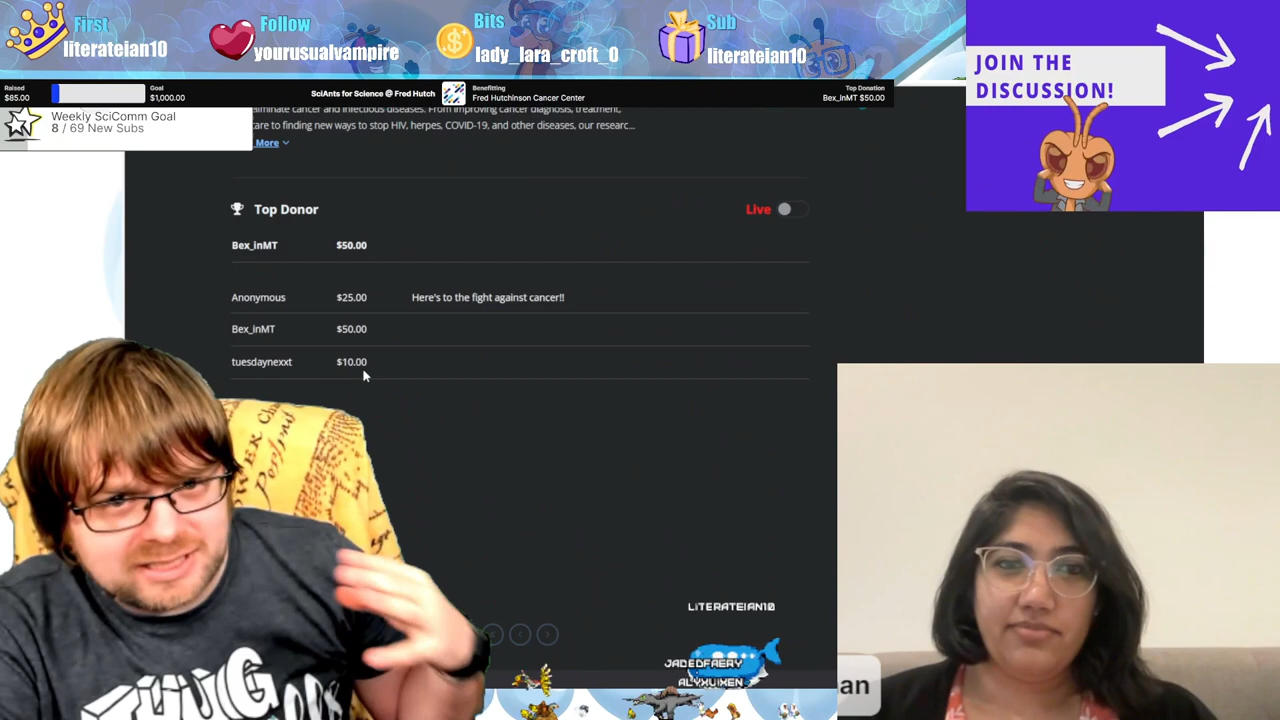 First
literateian10
Follow
yourusualvampire
Bits
lady_lara_croft_0
Sub
literateian10
JOIN THE
DISCUSSION!
Raised
$85.00
Goal
$1,000.00
SciAnts for Science @ Fred Hutch
Benefitting
Fred Hutchinson Cancer Center
Top Donation
Bex_inMT $50.00
Weekly SciComm Goal
8 / 69 New Subs
eliminate cancer and infectious diseases. From improving cancer diagnosis, treatment,
care to finding new ways to stop HIV, herpes, COVID-19, and other diseases, our researc...
More
Top Donor
Live
Bex_inMT $50.00
Anonymous $25.00 Here's to the fight against cancer!!
Bex_inMT $50.00
tuesdaynexxt $10.00
LITERATEIAN10
JADEDFAERY
ALYXUIXEN
an
THUG